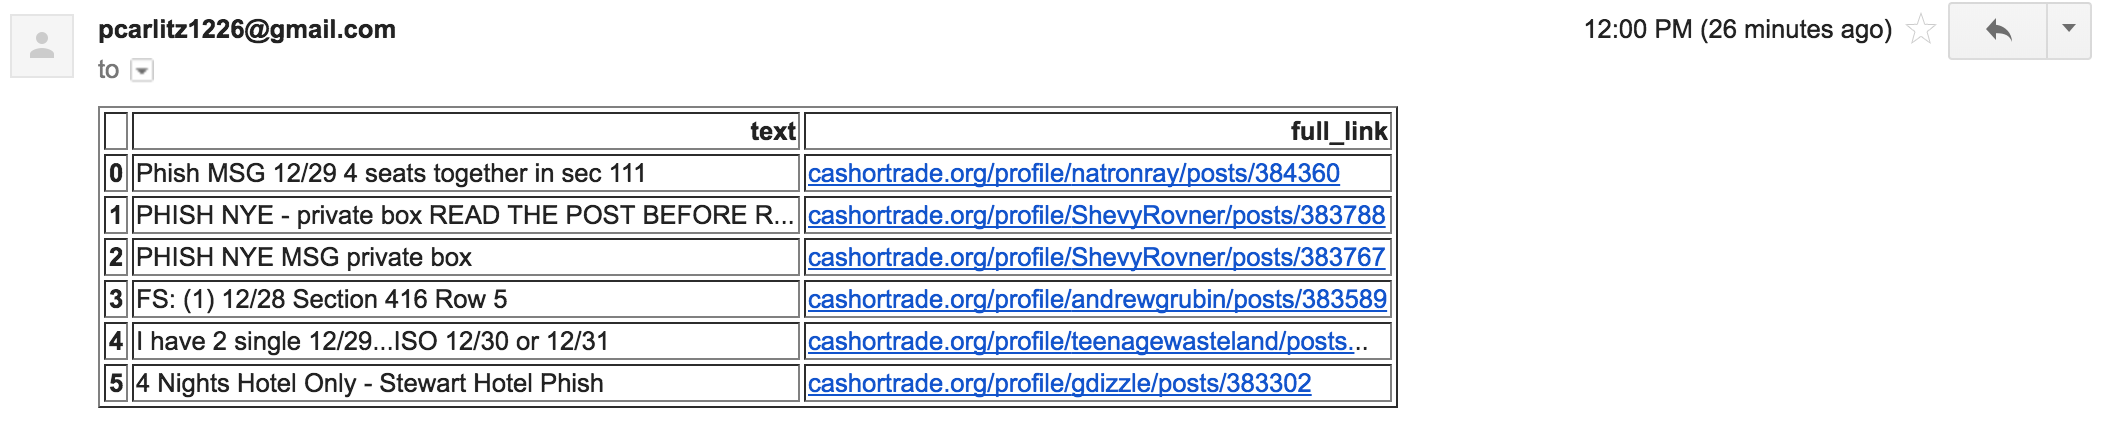 pcarlitz1226@gmail.com 12:00 PM (26 minutes ago)
to
text full_link
0 Phish MSG 12/29 4 seats together in sec 111 cashortrade.org/profile/natronray/posts/384360
1 PHISH NYE - private box READ THE POST BEFORE R... cashortrade.org/profile/ShevyRovner/posts/383788
2 PHISH NYE MSG private box cashortrade.org/profile/ShevyRovner/posts/383767
3 FS: (1) 12/28 Section 416 Row 5 cashortrade.org/profile/andrewgrubin/posts/383589
4 I have 2 single 12/29...ISO 12/30 or 12/31 cashortrade.org/profile/teenagewasteland/posts...
5 4 Nights Hotel Only - Stewart Hotel Phish cashortrade.org/profile/gdizzle/posts/383302